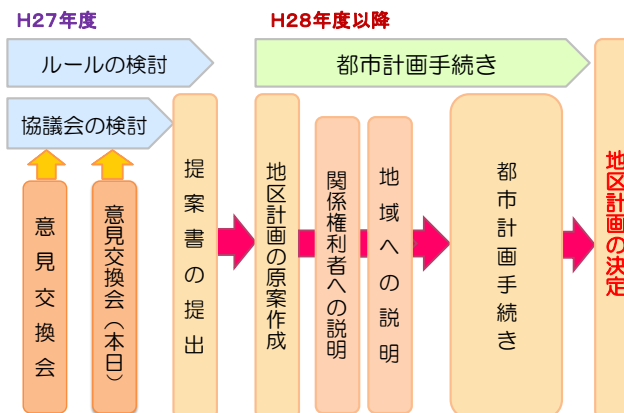 H27年度
H28年度以降
ルールの検討
都市計画手続き
協議会の検討
意見交換会
意見交換会（本日）
提案書の提出
地区計画の原案作成
関係権利者への説明
地域への説明
都市計画手続き
地区計画の決定